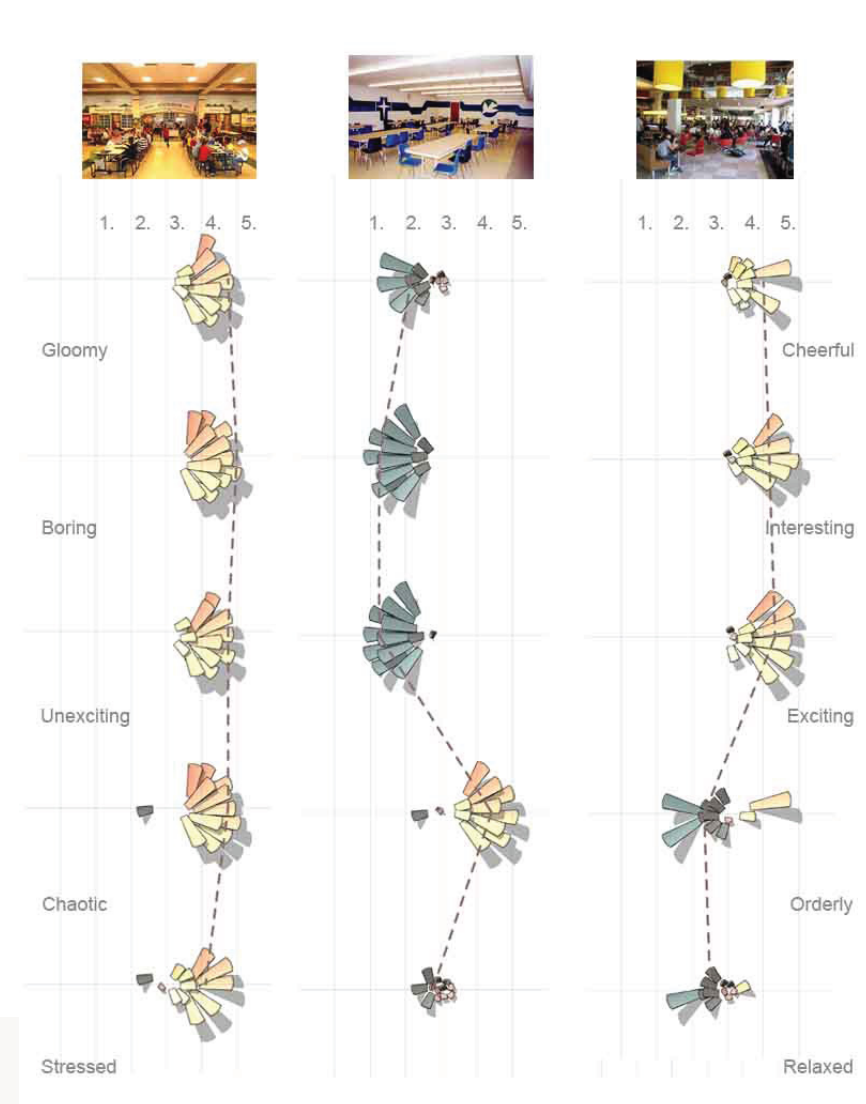 1. 2. 3. 4. 5. 1. 2. 3. 4. 5. 1. 2. 3. 4. 5.
Gloomy Cheerful
Boring Interesting
Unexciting Exciting
Chaotic Orderly
Stressed Relaxed